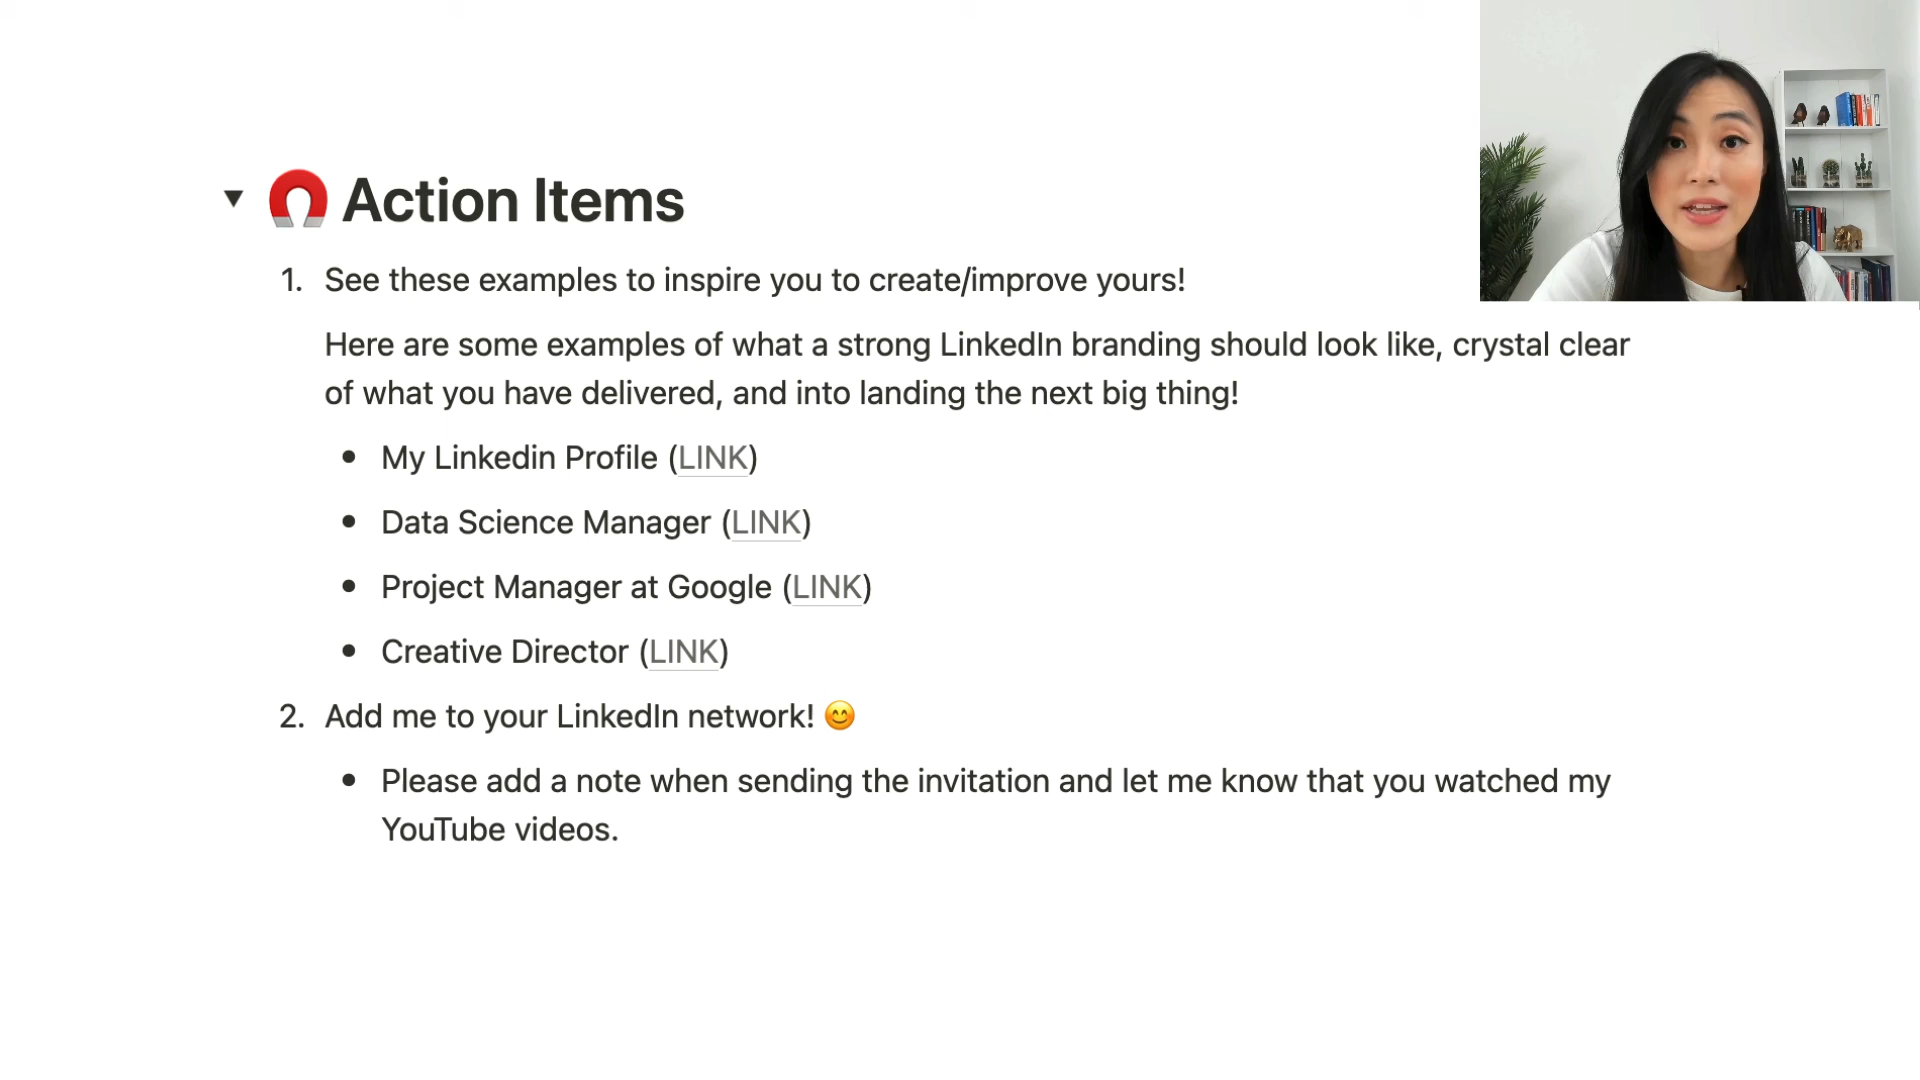 Action Items
1. See these examples to inspire you to create/improve yours!
Here are some examples of what a strong LinkedIn branding should look like, crystal clear
of what you have delivered, and into landing the next big thing!
• My Linkedin Profile (LINK)
• Data Science Manager (LINK)
• Project Manager at Google (LINK)
• Creative Director (LINK)
2. Add me to your LinkedIn network! 😊
• Please add a note when sending the invitation and let me know that you watched my
YouTube videos.